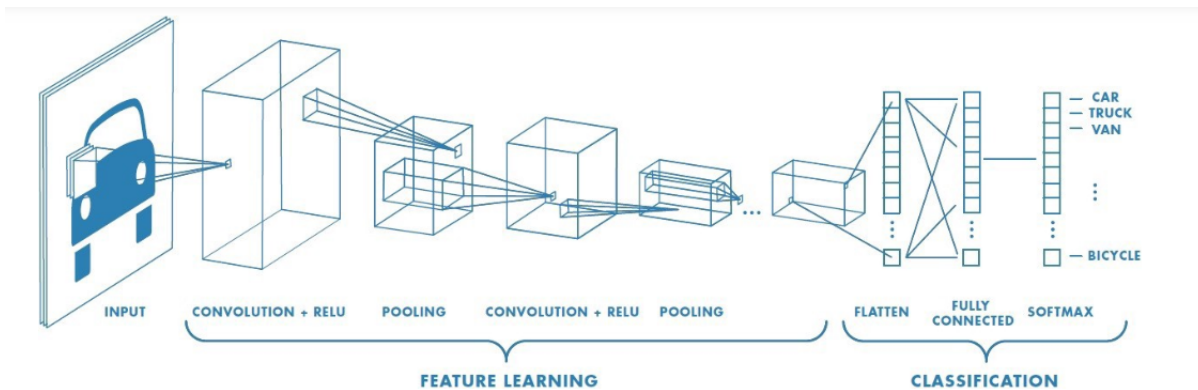 CAR
TRUCK
VAN
BICYCLE
INPUT
CONVOLUTION + RELU
POOLING
CONVOLUTION + RELU
POOLING
FLATTEN
FULLY
CONNECTED
SOFTMAX
FEATURE LEARNING
CLASSIFICATION